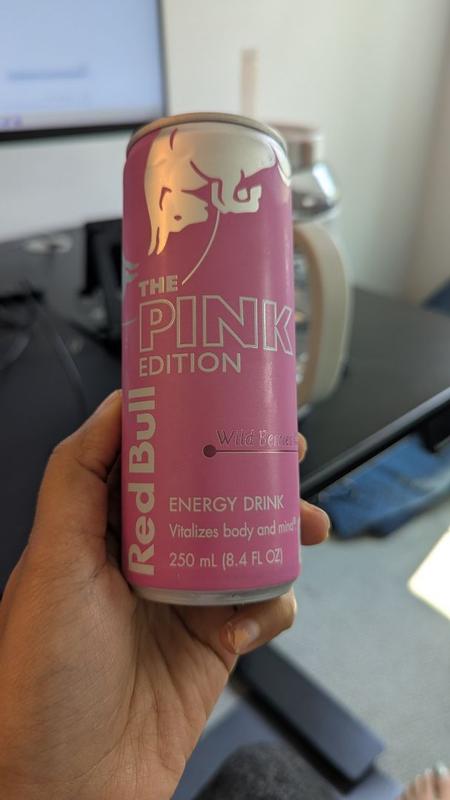 THE
PINK
EDITION
Red Bull
Wild Berries
ENERGY DRINK
Vitalizes body and mind®
250 mL (8.4 FL OZ)